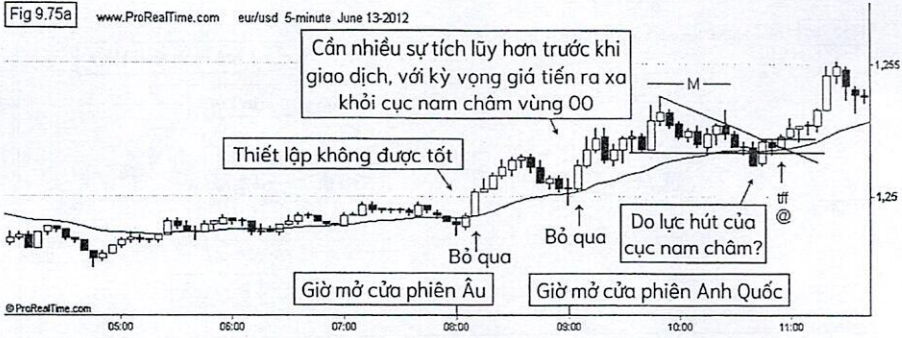 Fig 9.75a
www.ProRealTime.com eur/usd 5-minute June 13-2012
Cần nhiều sự tích lũy hơn trước khi
giao dịch, với kỳ vọng giá tiến ra xa
khỏi cục nam châm vùng 00
M
1,255
Thiết lập không được tốt
1,25
Bỏ qua
Bỏ qua
Do lực hút của
cục nam châm?
tff
@
Giờ mở cửa phiên Âu
Giờ mở cửa phiên Anh Quốc
©ProRealTime.com
05:00 06:00 07:00 08:00 09:00 10:00 11:00